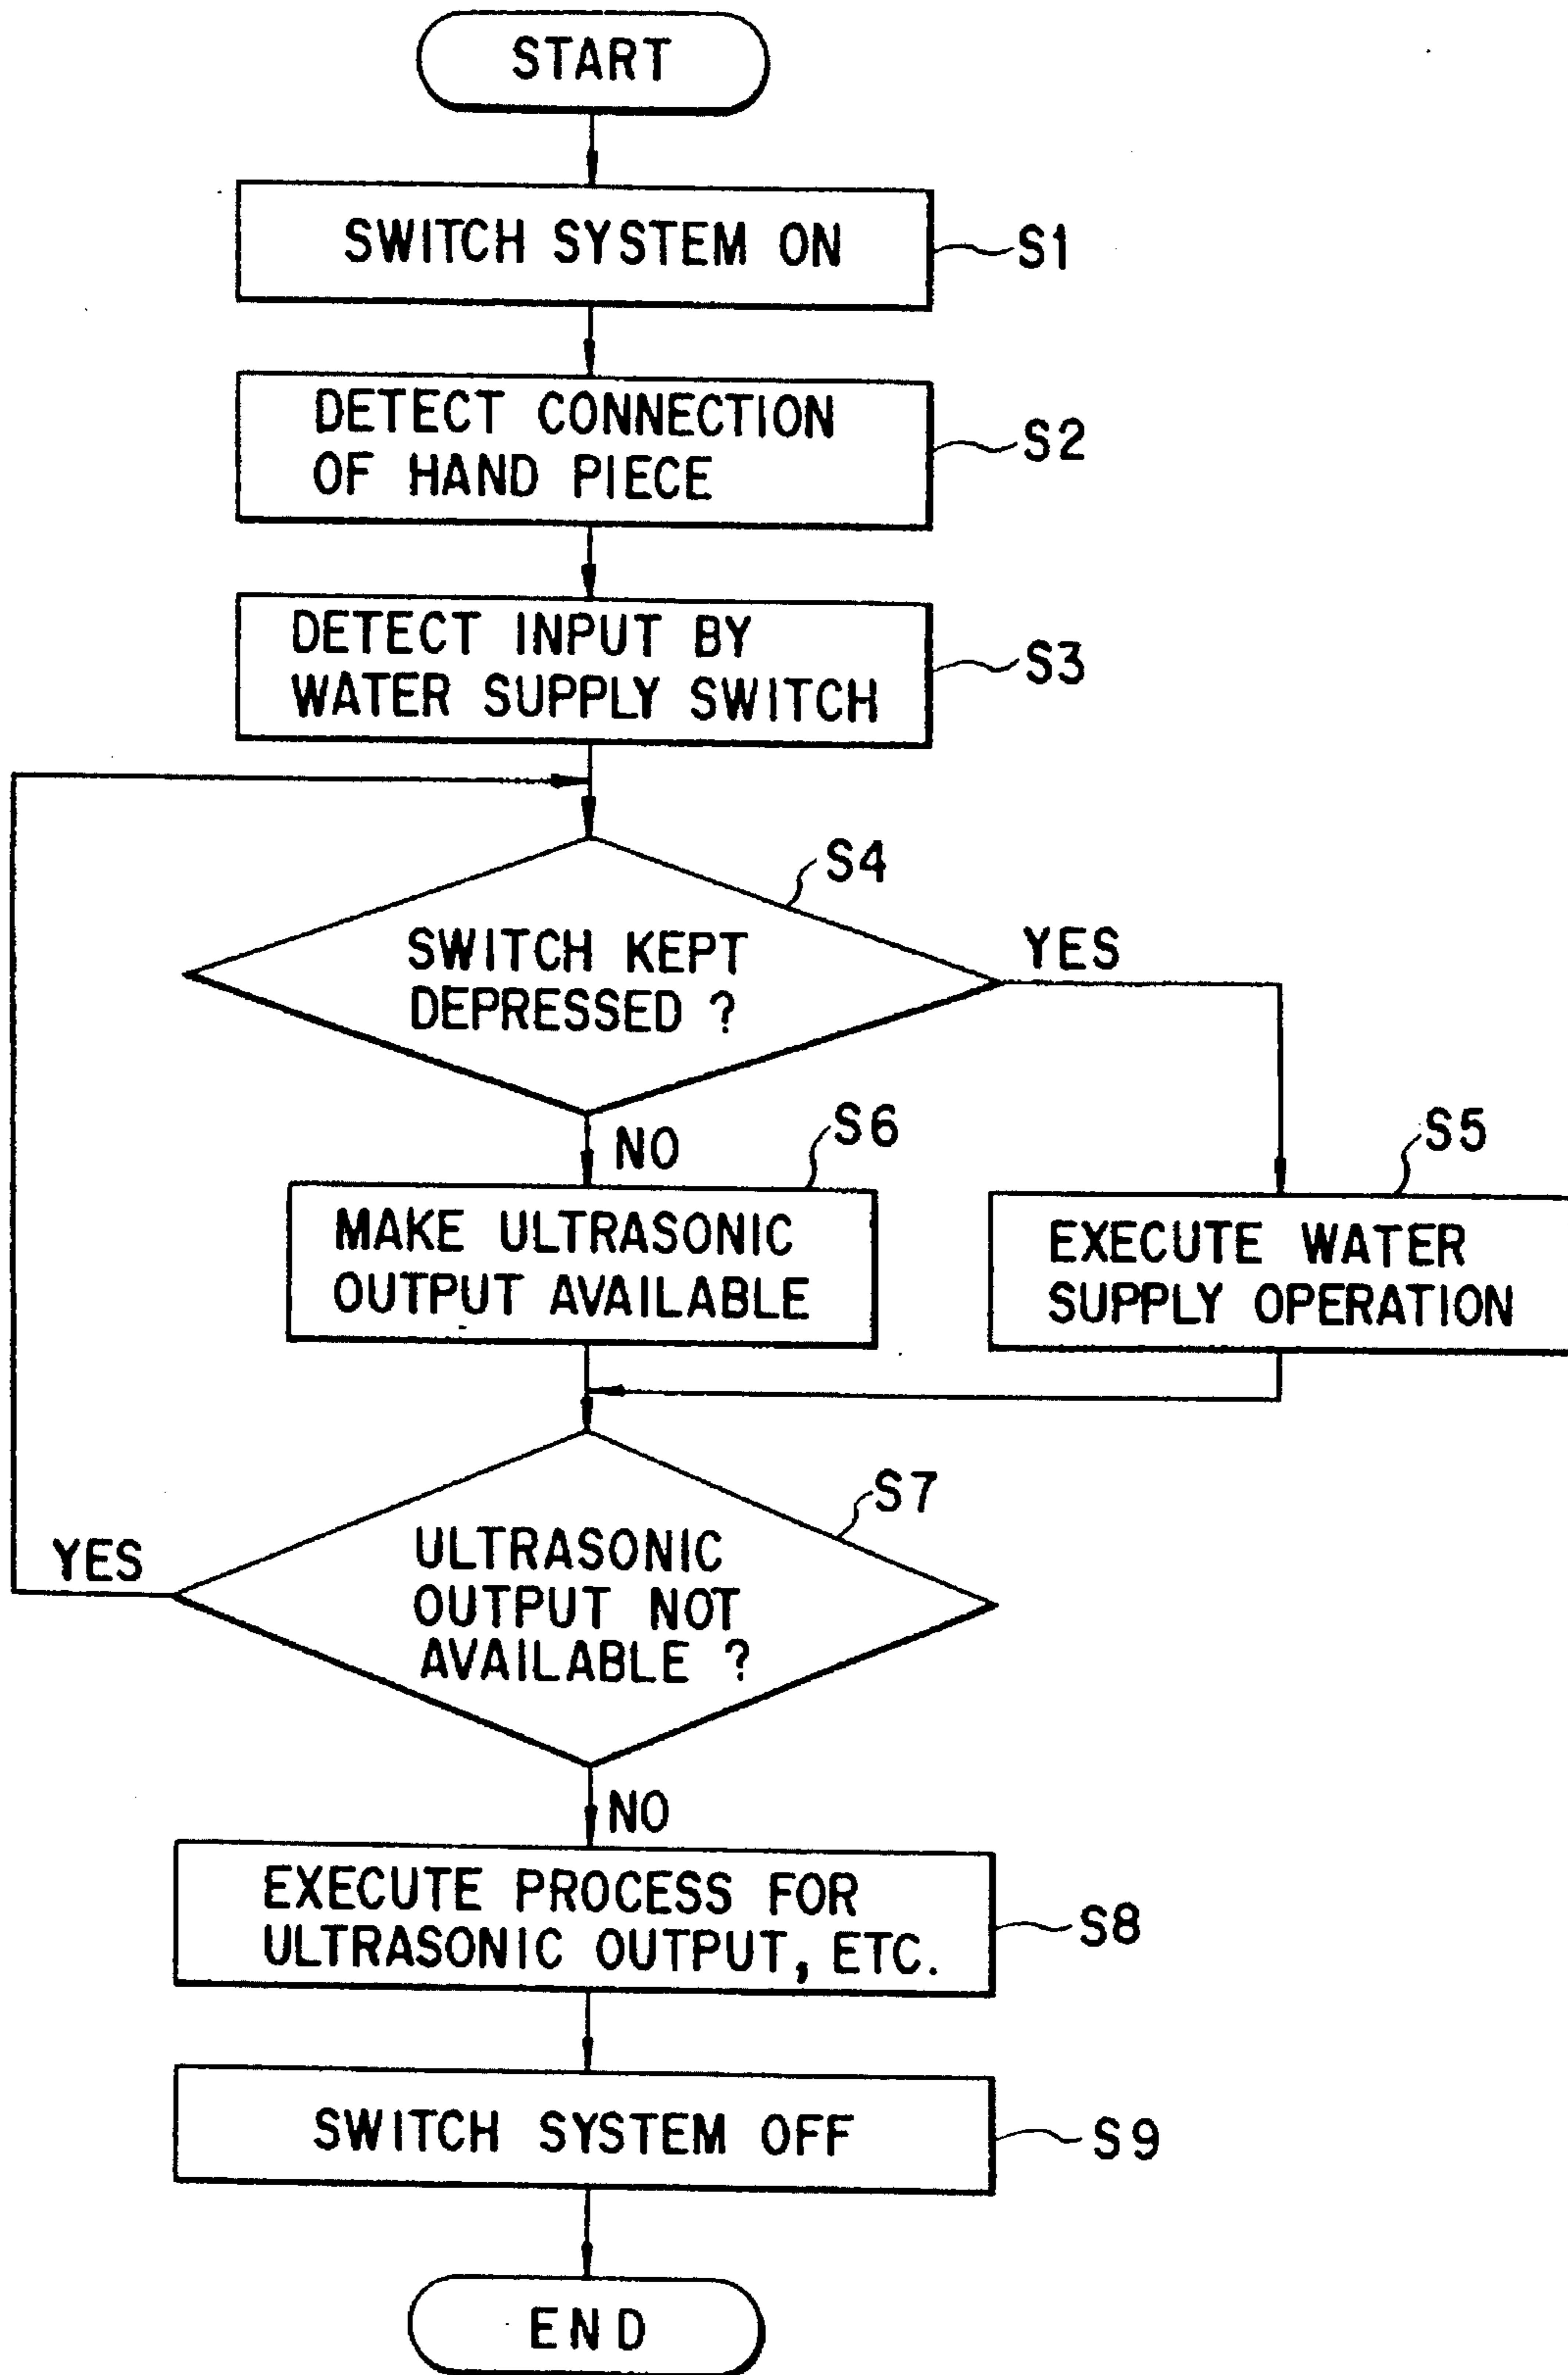 START
SWITCH SYSTEM ON
S1
DETECT CONNECTION
OF HAND PIECE
S2
DETECT INPUT BY
WATER SUPPLY SWITCH
S3
S4
SWITCH KEPT
DEPRESSED ?
YES
NO
S6
MAKE ULTRASONIC
OUTPUT AVAILABLE
S5
EXECUTE WATER
SUPPLY OPERATION
S7
ULTRASONIC
OUTPUT NOT
AVAILABLE ?
YES
NO
EXECUTE PROCESS FOR
ULTRASONIC OUTPUT, ETC.
S8
SWITCH SYSTEM OFF
S9
END